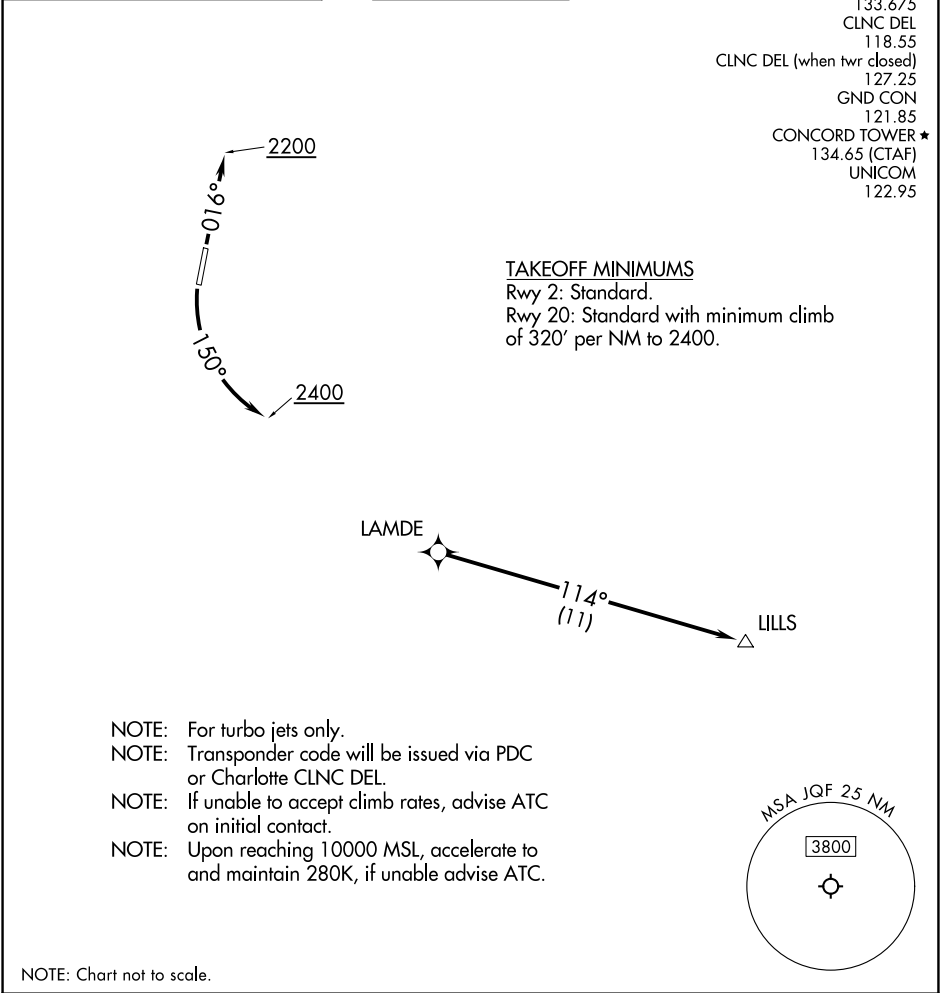 133.675
CLNC DEL
118.55
CLNC DEL (when twr closed)
127.25
GND CON
121.85
CONCORD TOWER ★
134.65 (CTAF)
UNICOM
122.95
2200
016°
150°
2400
TAKEOFF MINIMUMS
Rwy 2: Standard.
Rwy 20: Standard with minimum climb
of 320' per NM to 2400.
LAMDE
114°
(11)
LILLS
NOTE: For turbo jets only.
NOTE: Transponder code will be issued via PDC
or Charlotte CLNC DEL.
NOTE: If unable to accept climb rates, advise ATC
on initial contact.
NOTE: Upon reaching 10000 MSL, accelerate to
and maintain 280K, if unable advise ATC.
MSA JQF 25 NM
3800
NOTE: Chart not to scale.